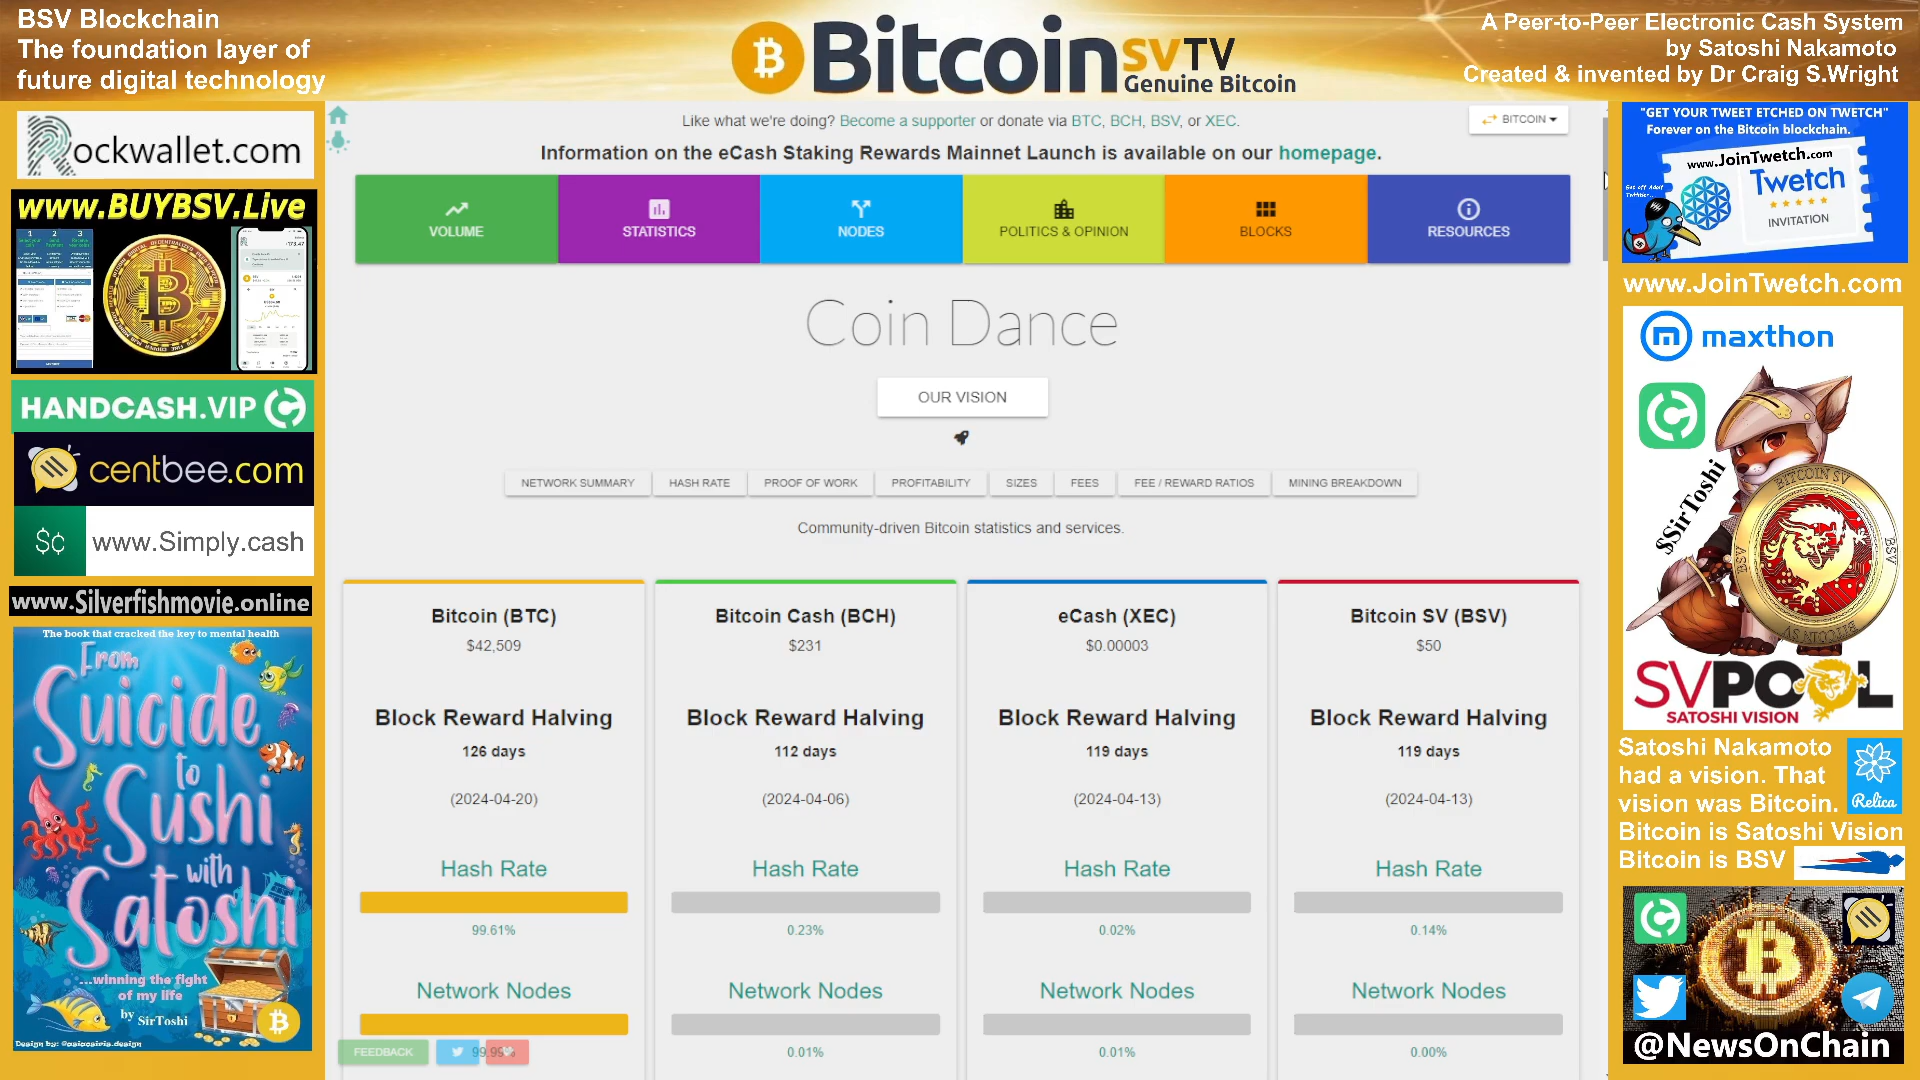 BSV Blockchain
The foundation layer of
future digital technology
BitcoinSVTV
Genuine Bitcoin
A Peer-to-Peer Electronic Cash System
by Satoshi Nakamoto
Created & invented by Dr Craig S.Wright
Rockwallet.com
www.BUYBSV.Live
HANDCASH.VIP
centbee.com
$¢ www.Simply.cash
www.Silverfishmovie.online
The book that cracked the key to mental health
From
Suicide
to
Sushi
with
Satoshi
...winning the fight
of my life
by SirToshi
Like what we're doing? Become a supporter or donate via BTC, BCH, BSV, or XEC.
BITCOIN
Information on the eCash Staking Rewards Mainnet Launch is available on our homepage.
VOLUME
STATISTICS
NODES
POLITICS & OPINION
BLOCKS
RESOURCES
Coin Dance
OUR VISION
NETWORK SUMMARY
HASH RATE
PROOF OF WORK
PROFITABILITY
SIZES
FEES
FEE / REWARD RATIOS
MINING BREAKDOWN
Community-driven Bitcoin statistics and services.
Bitcoin (BTC)
$42,509
Block Reward Halving
126 days
(2024-04-20)
Hash Rate
99.61%
Network Nodes
99.99%
Bitcoin Cash (BCH)
$231
Block Reward Halving
112 days
(2024-04-06)
Hash Rate
0.23%
Network Nodes
0.01%
eCash (XEC)
$0.00003
Block Reward Halving
119 days
(2024-04-13)
Hash Rate
0.02%
Network Nodes
0.01%
Bitcoin SV (BSV)
$50
Block Reward Halving
119 days
(2024-04-13)
Hash Rate
0.14%
Network Nodes
0.00%
FEEDBACK
"GET YOUR TWEET ETCHED ON TWETCH"
Forever on the Bitcoin blockchain.
www.JoinTwetch.com
Twetch
INVITATION
www.JoinTwetch.com
maxthon
$SirToshi
BITCOIN SV
BSV
BSV
SVPOOL
SATOSHI VISION
Satoshi Nakamoto
had a vision. That
vision was Bitcoin.
Relica
Bitcoin is Satoshi Vision
Bitcoin is BSV
@NewsOnChain